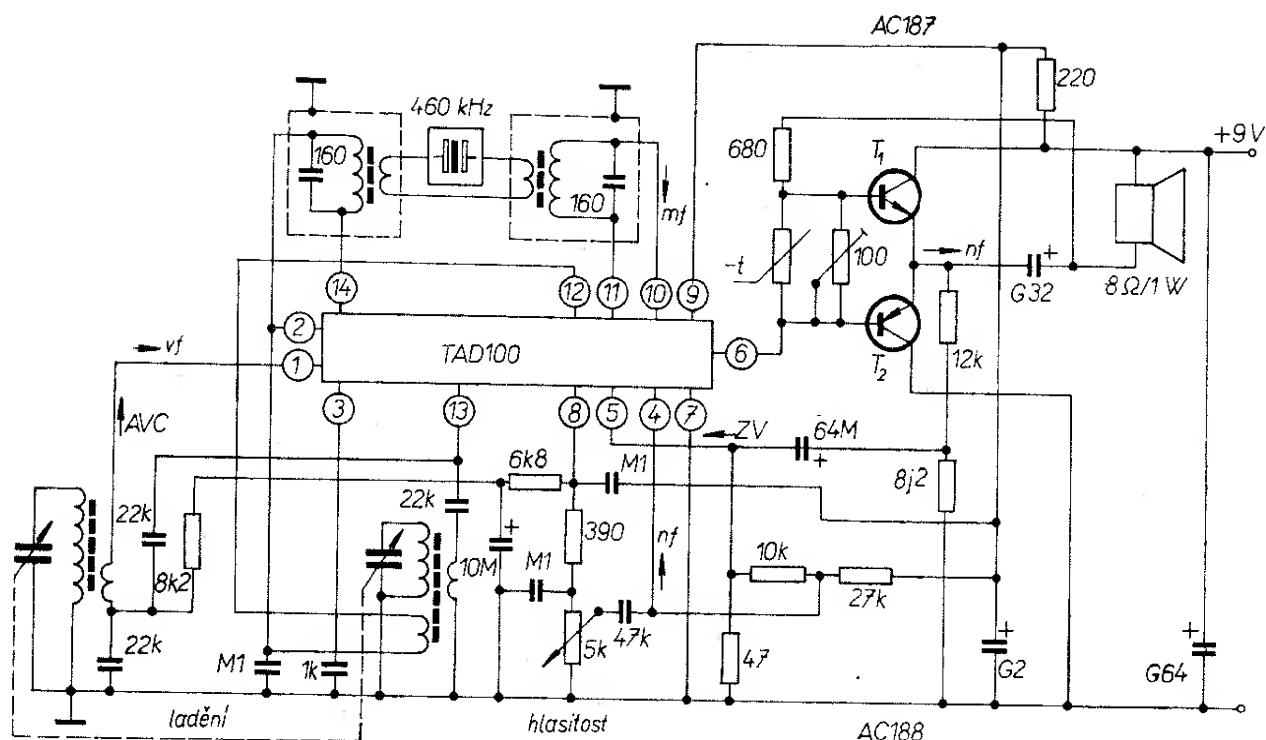 AC187
220
460 kHz
+9V
680
T1
160
160
mf
-t
100
nf
G32
+
8Ω/1W
14
12
11
10
9
2
TAD100
6
T2
12k
vf
1
3
13
8
5
4
7
AVC
ZV
64M
+
6k8
M1
8j2
22k
22k
+
390
nf
10k
10M
M1
27k
8k2
47k
+
+
22k
5k
47
M1
1k
G2
G64
ladění
hlasitost
AC188